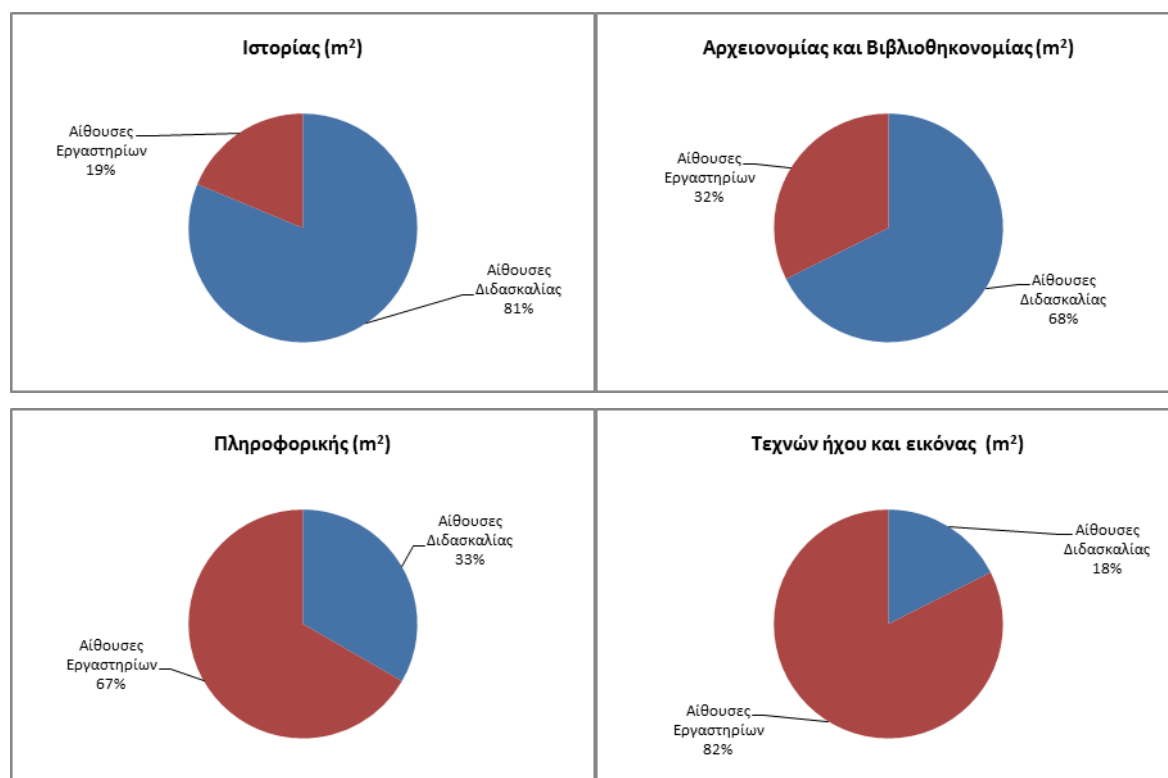 Ιστορίας (m²)
Αίθουσες
Εργαστηρίων
19%
Αίθουσες
Διδασκαλίας
81%
Αρχειονομίας και Βιβλιοθηκονομίας (m²)
Αίθουσες
Εργαστηρίων
32%
Αίθουσες
Διδασκαλίας
68%
Πληροφορικής (m²)
Αίθουσες
Διδασκαλίας
33%
Αίθουσες
Εργαστηρίων
67%
Τεχνών ήχου και εικόνας (m²)
Αίθουσες
Διδασκαλίας
18%
Αίθουσες
Εργαστηρίων
82%